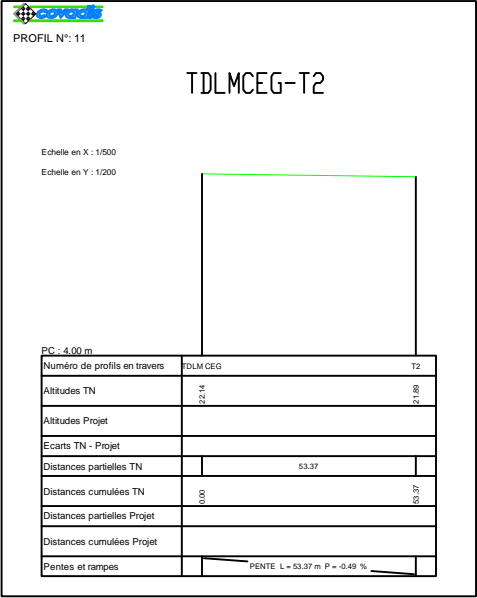 covadis
PROFIL N°: 11
TDLMCEG-T2
Echelle en X : 1/500
Echelle en Y : 1/200
PC : 4.00 m
Numéro de profils en travers TDLM CEG T2
Altitudes TN 22.14 21.89
Altitudes Projet
Ecarts TN - Projet
Distances partielles TN 53.37
Distances cumulées TN 0.00 53.37
Distances partielles Projet
Distances cumulées Projet
Pentes et rampes PENTE L = 53.37 m P = -0.49 %